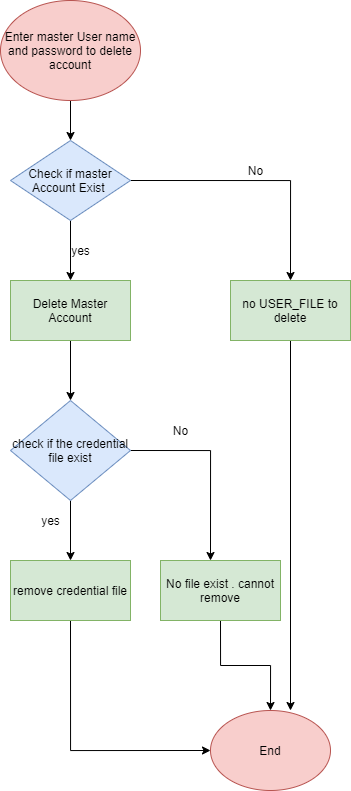 Enter master User name
and password to delete
account
Check if master
Account Exist
No
yes
Delete Master
Account
no USER_FILE to
delete
check if the credential
file exist
No
yes
remove credential file
No file exist . cannot
remove
End